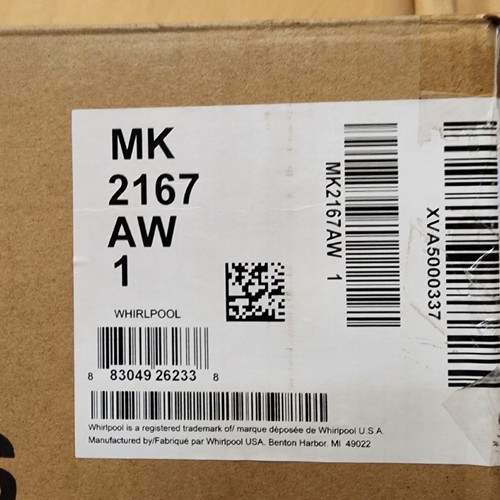 MK
2167
AW
1
WHIRLPOOL
8 83049 26233 8
MK2167AW 1
XVA5000337
Whirlpool is a registered trademark of/ marque déposée de Whirlpool U.S.A.
Manufactured by/Fabriqué par Whirlpool USA. Benton Harbor. MI 49022
S